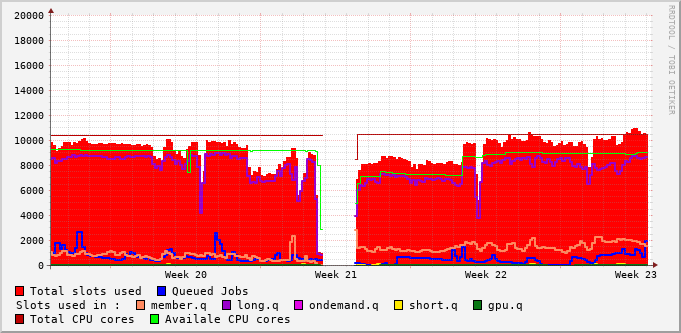 20000
18000
16000
14000
12000
10000
8000
6000
4000
2000
0
Week 20 Week 21 Week 22 Week 23
RRDTOOL / TOBI OETIKER
Total slots used Queued Jobs
Slots used in : member.q long.q ondemand.q short.q gpu.q
Total CPU cores Availale CPU cores